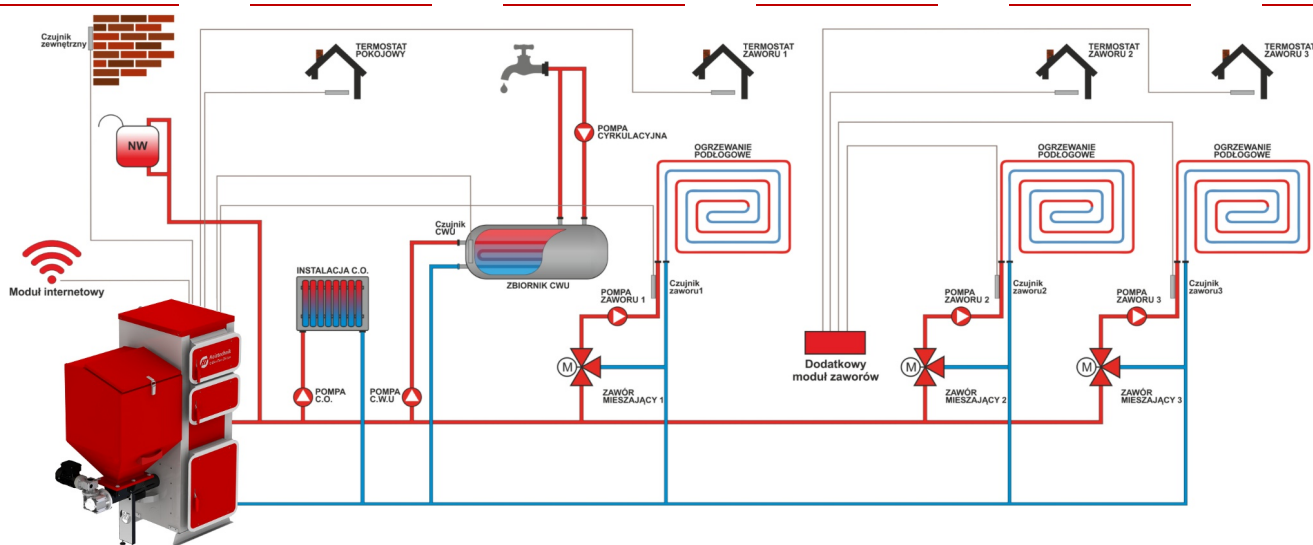 Czujnik
zewnętrzny
TERMOSTAT
POKOJOWY
TERMOSTAT
ZAWORU 1
TERMOSTAT
ZAWORU 2
TERMOSTAT
ZAWORU 3
NW
POMPA
CYRKULACYJNA
OGRZEWANIE
PODŁOGOWE
OGRZEWANIE
PODŁOGOWE
OGRZEWANIE
PODŁOGOWE
Czujnik
CWU
ZBIORNIK CWU
INSTALACJA C.O.
Moduł internetowy
POMPA
ZAWORU 1
Czujnik
zaworu1
POMPA
ZAWORU 2
Czujnik
zaworu2
POMPA
ZAWORU 3
Czujnik
zaworu3
M
M
M
Dodatkowy
moduł zaworów
POMPA
C.O.
POMPA
C.W.U
ZAWÓR
MIESZAJĄCY 1
ZAWÓR
MIESZAJĄCY 2
ZAWÓR
MIESZAJĄCY 3